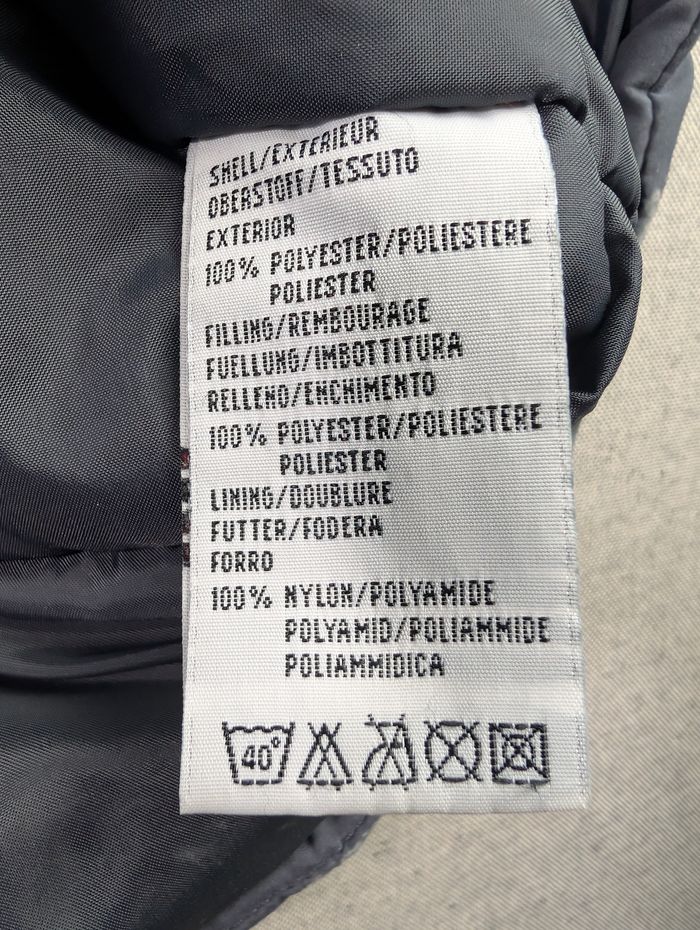 SHELL/EXTERIEUR
OBERSTOFF/TESSUTO
EXTERIOR
100% POLYESTER/POLIESTERE
POLIESTER
FILLING/REMBOURAGE
FUELLUNG/IMBOTTITURA
RELLENO/ENCHIMENTO
100% POLYESTER/POLIESTERE
POLIESTER
LINING/DOUBLURE
FUTTER/FODERA
FORRO
100% NYLON/POLYAMIDE
POLYAMID/POLIAMMIDE
POLIAMMIDICA
40°